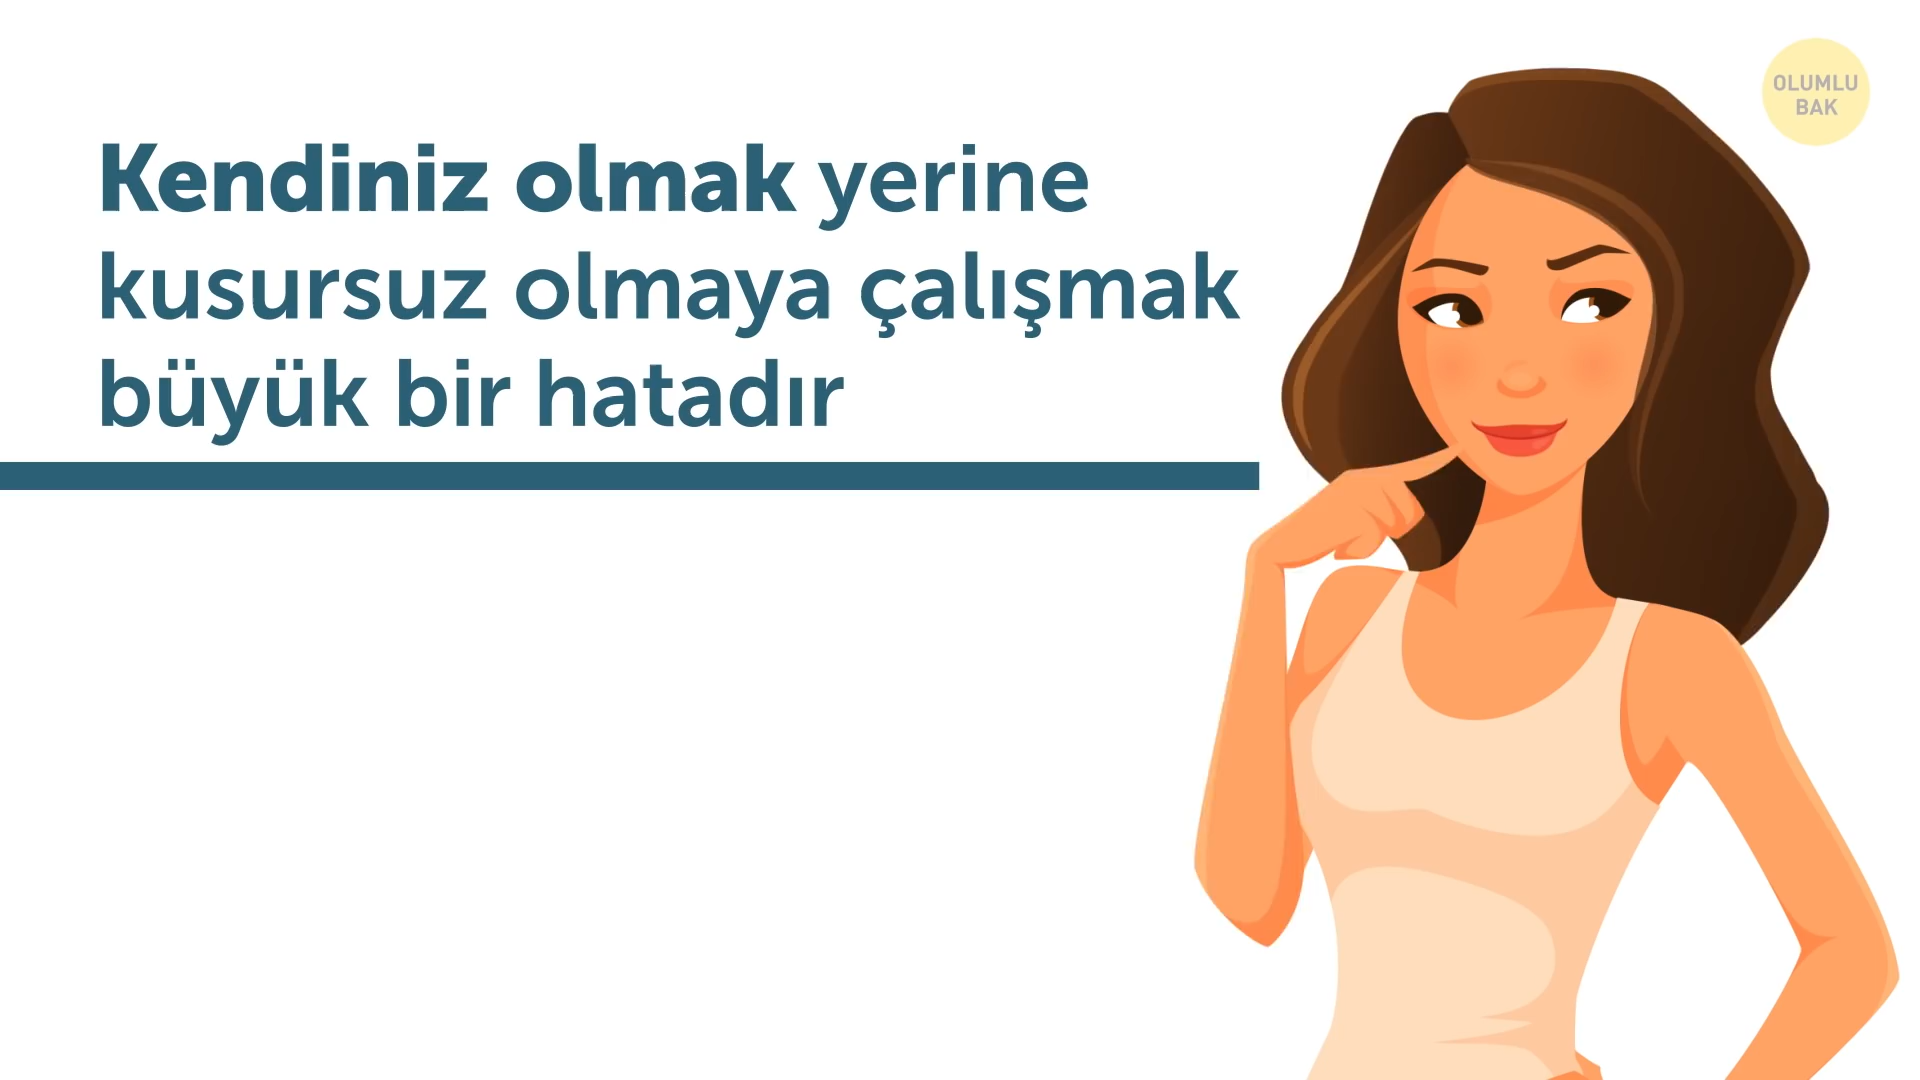 Kendiniz olmak yerine
kusursuz olmaya çalışmak
büyük bir hatadır
OLUMLU
BAK